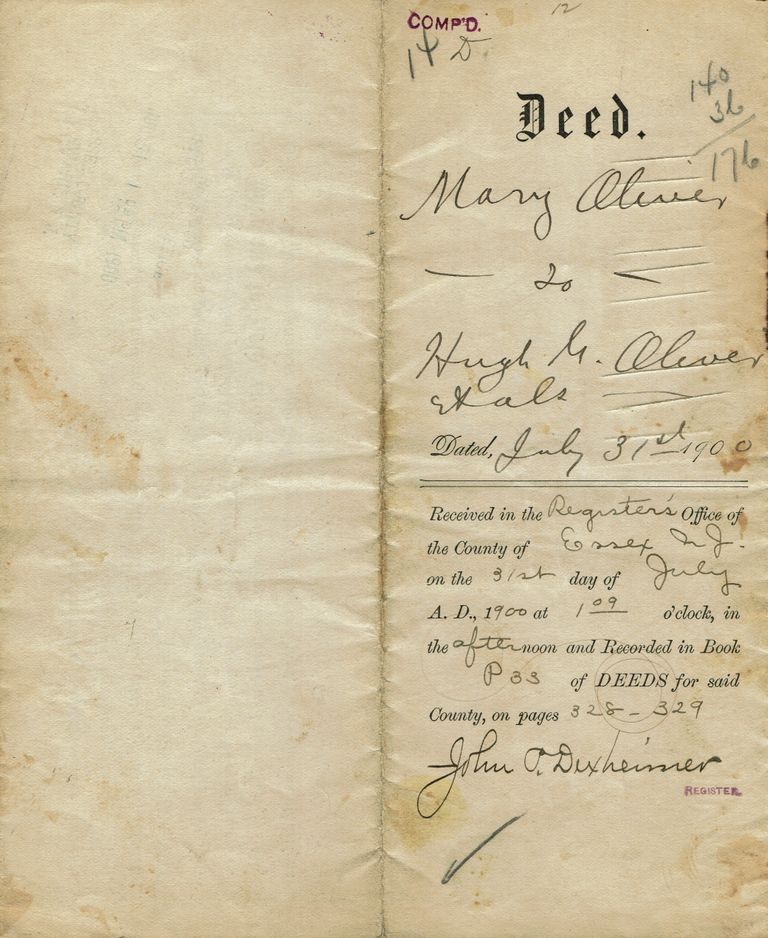 12
COMP'D.
14 D.
140
36
176
Deed.
Mary Oliver
— to —
Hugh G. Oliver
et als
Dated, July 31st 1900
Received in the Register's Office of
the County of Essex N J.
on the 31st day of July
A. D., 1900 at 1 09 o'clock, in
the afternoon and Recorded in Book
P 33 of DEEDS for said
County, on pages 328 - 329
John P. Dexheimer
REGISTER.